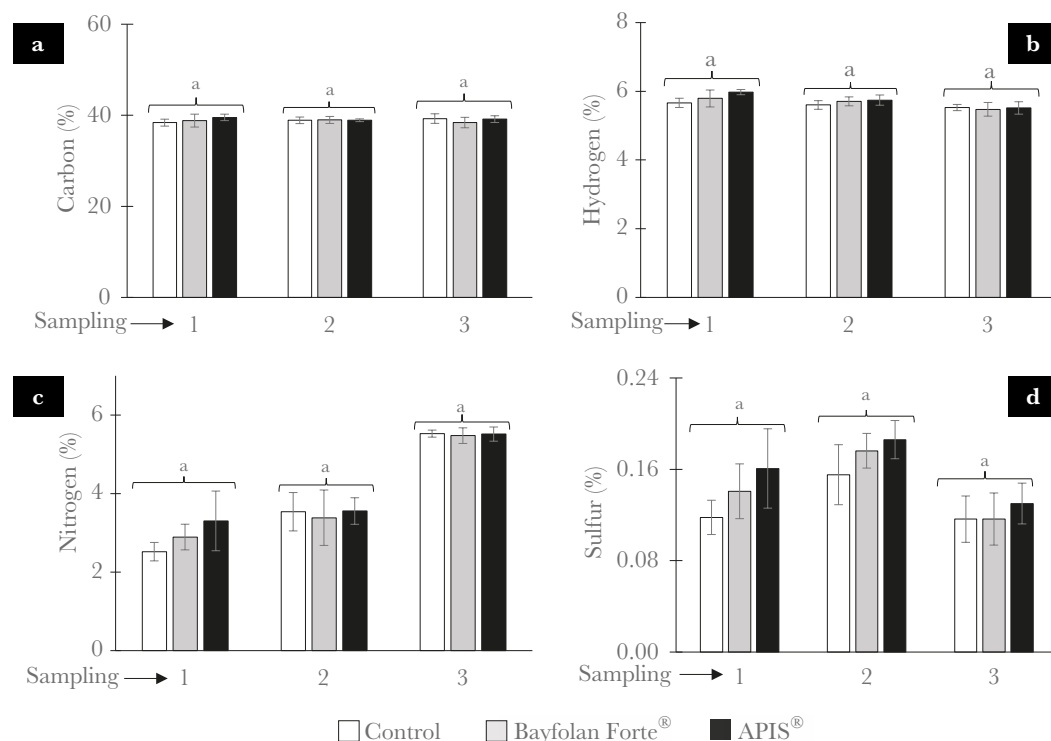 a
60
40
20
0
Carbon (%)
a
a
a
Sampling
1
2
3
b
8
6
4
2
0
Hydrogen (%)
a
a
a
Sampling
1
2
3
c
6
4
2
0
Nitrogen (%)
a
a
a
Sampling
1
2
3
d
0.24
0.16
0.08
0.00
Sulfur (%)
a
a
a
Sampling
1
2
3
Control Bayfolan Forte® APIS®